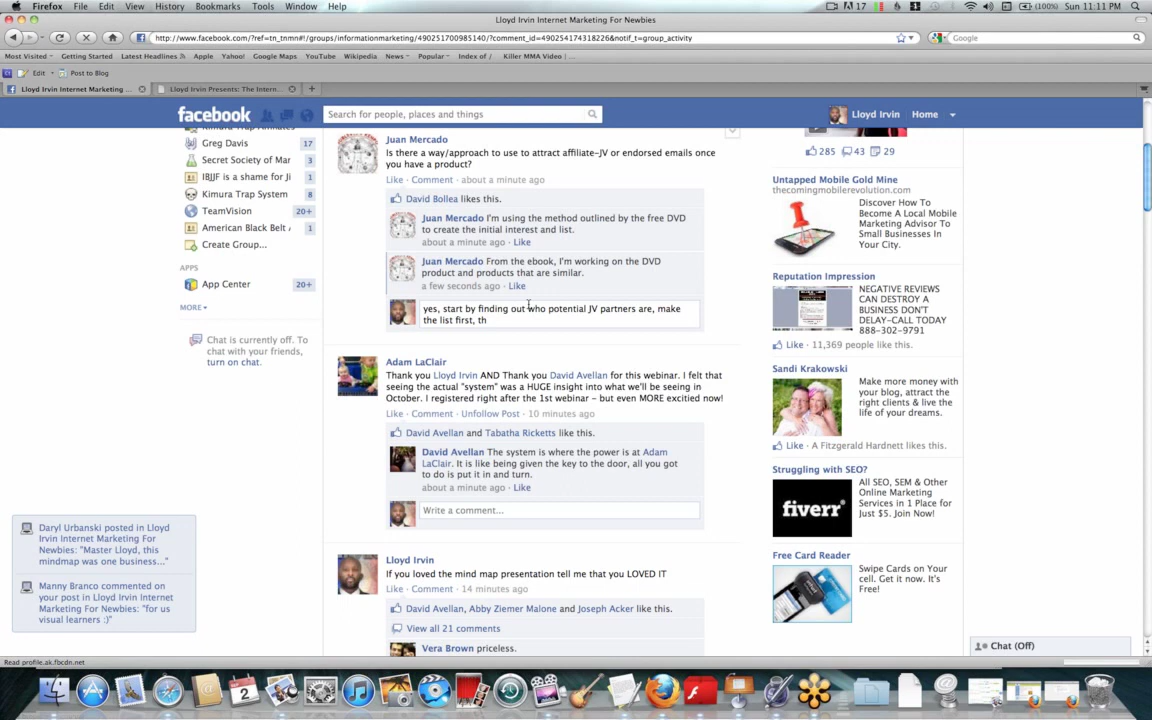 Firefox File Edit View History Bookmarks Tools Window Help
17 (100%) Sun 11:11 PM
Lloyd Irvin Internet Marketing For Newbies
http://www.facebook.com/?ref=tn_tnmn#!/groups/informationmarketing/490251700985140/?comment_id=490254174318226&notif_t=group_activity
Google
Most Visited Getting Started Latest Headlines Apple Yahoo! Google Maps YouTube Wikipedia News Popular Index of / Killer MMA Video | ...
Edit Post to Blog
Lloyd Irvin Internet Marketing ... Lloyd Irvin Presents: The Intern...
facebook
Search for people, places and things
Lloyd Irvin Home
Greg Davis 17
Secret Society of Mar 3
IBJJF is a shame for Ji 1
Kimura Trap System 8
TeamVision 20+
American Black Belt 1
Create Group...
APPS
App Center 20+
MORE
Chat is currently off. To
chat with your friends,
turn on chat.
Daryl Urbanski posted in Lloyd
Irvin Internet Marketing For
Newbies: "Master Lloyd, this
mindmap was one business..."
Manny Branco commented on
your post in Lloyd Irvin
Internet Marketing For
Newbies: "for us
visual learners :)"
Juan Mercado
Is there a way/approach to use to attract affiliate-JV or endorsed emails once
you have a product?
Like · Comment · about a minute ago
David Bollea likes this.
Juan Mercado I'm using the method outlined by the free DVD
to create the initial interest and list.
about a minute ago · Like
Juan Mercado From the ebook, I'm working on the DVD
product and products that are similar.
a few seconds ago · Like
yes, start by finding out who potential JV partners are, make
the list first, th
Adam LaClair
Thank you Lloyd Irvin AND Thank you David Avellan for this webinar. I felt that
seeing the actual "system" was a HUGE insight into what we'll be seeing in
October. I registered right after the 1st webinar - but even MORE excitied now!
Like · Comment · Unfollow Post · 10 minutes ago
David Avellan and Tabatha Ricketts like this.
David Avellan The system is where the power is at Adam
LaClair. It is like being given the key to the door, all you got
to do is put it in and turn.
about a minute ago · Like
Write a comment...
Lloyd Irvin
If you loved the mind map presentation tell me that you LOVED IT
Like · Comment · 14 minutes ago
David Avellan, Abby Ziemer Malone and Joseph Acker like this.
View all 21 comments
Vera Brown priceless.
285 43 29
Untapped Mobile Gold Mine
thecomingmobilerevolution.com
Discover How To
Become A Local Mobile
Marketing Advisor To
Small Businesses In
Your City.
Reputation Impression
NEGATIVE REVIEWS
CAN DESTROY A
BUSINESS DON'T
DELAY-CALL TODAY
888-302-9791
Like · 11,369 people like this.
Sandi Krakowski
Make more money with
your blog, attract the
right clients & live the
life of your dreams.
Like · A Fitzgerald Hardnett likes this.
Struggling with SEO?
fiverr
All SEO, SEM & Other
Online Marketing
Services in 1 Place for
Just $5. Join Now!
Free Card Reader
Swipe Cards on Your
cell. Get it now. It's
Free!
Chat (Off)
Read profile.ak.fbcdn.net
2